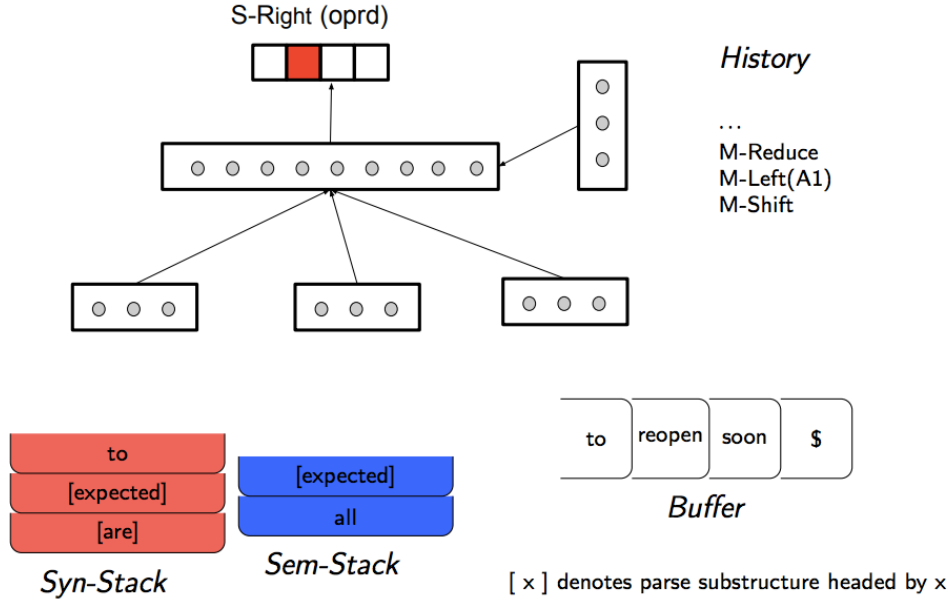 S-Right (oprd)
History
...
M-Reduce
M-Left(A1)
M-Shift
to
[expected]
[are]
Syn-Stack
[expected]
all
Sem-Stack
to reopen soon $
Buffer
[ x ] denotes parse substructure headed by x